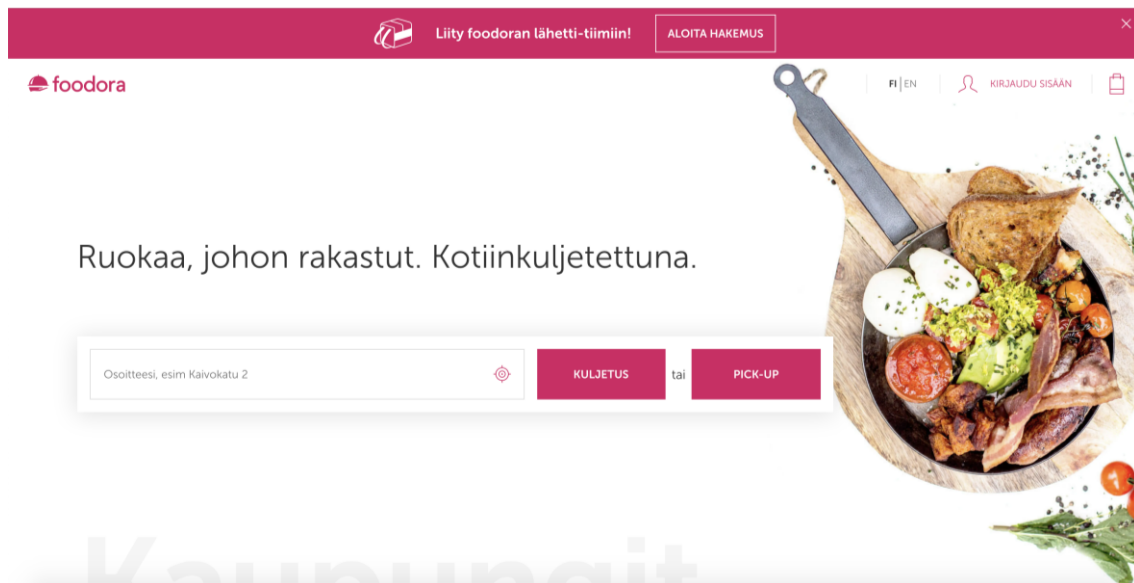 Liity foodoran lähetti-tiimiin!
ALOITA HAKEMUS
foodora
FI | EN
KIRJAUDU SISÄÄN
Ruokaa, johon rakastut. Kotiinkuljetettuna.
Osoitteesi, esim Kaivokatu 2
KULJETUS
tai
PICK-UP
Kaupungit